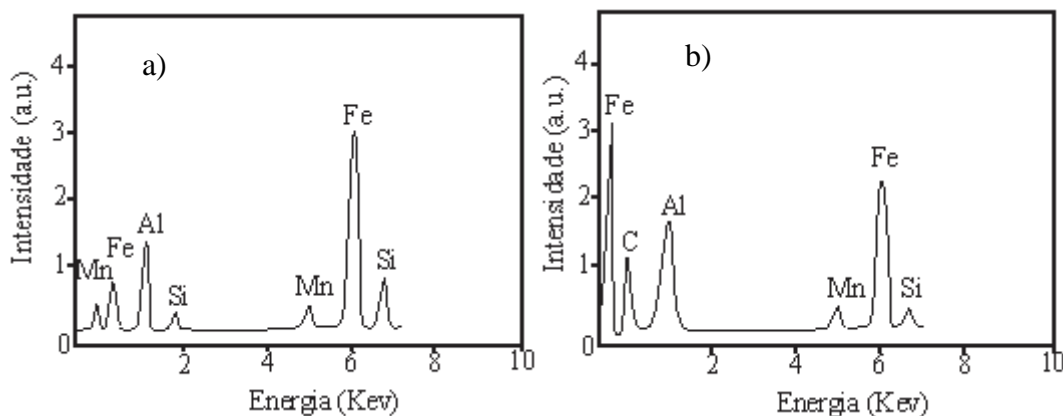 a)
Intensidade (a.u.)
4
3
2
1
0
Mn
Fe
Al
Si
Mn
Fe
Si
2
4
6
8
10
Energia (Kev)
b)
Intensidade (a.u.)
4
3
2
1
0
Fe
C
Al
Mn
Fe
Si
2
4
6
8
10
Energia (Kev)